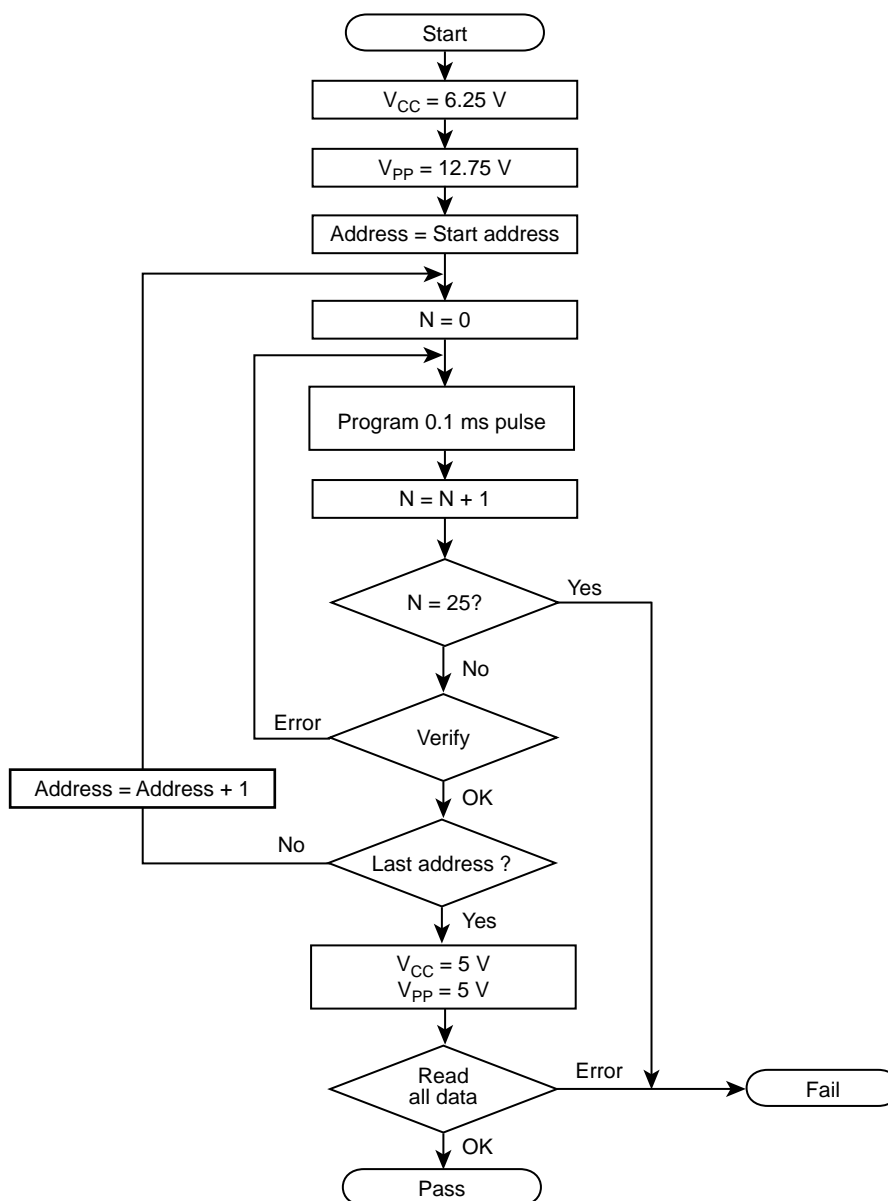 Start
V_CC = 6.25 V
V_PP = 12.75 V
Address = Start address
N = 0
Program 0.1 ms pulse
N = N + 1
N = 25?
Yes
No
Error
Verify
Address = Address + 1
OK
No
Last address ?
Yes
V_CC = 5 V
V_PP = 5 V
Read
all data
Error
Fail
OK
Pass